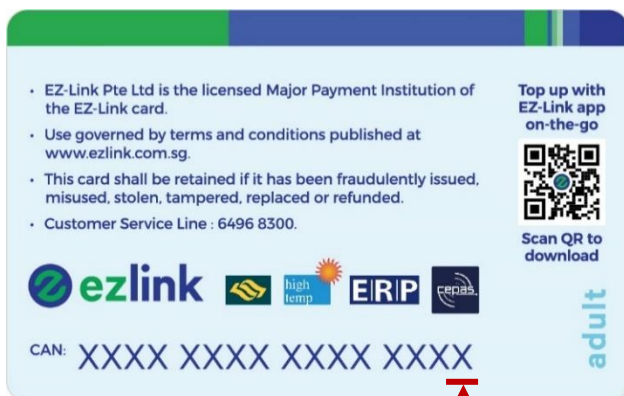 • EZ-Link Pte Ltd is the licensed Major Payment Institution of
the EZ-Link card.
• Use governed by terms and conditions published at
www.ezlink.com.sg.
• This card shall be retained if it has been fraudulently issued,
misused, stolen, tampered, replaced or refunded.
• Customer Service Line : 6496 8300.
Top up with
EZ-Link app
on-the-go
Scan QR to
download
ezlink
high
temp
ERP
cepas
adult
CAN: XXXX XXXX XXXX XXXX